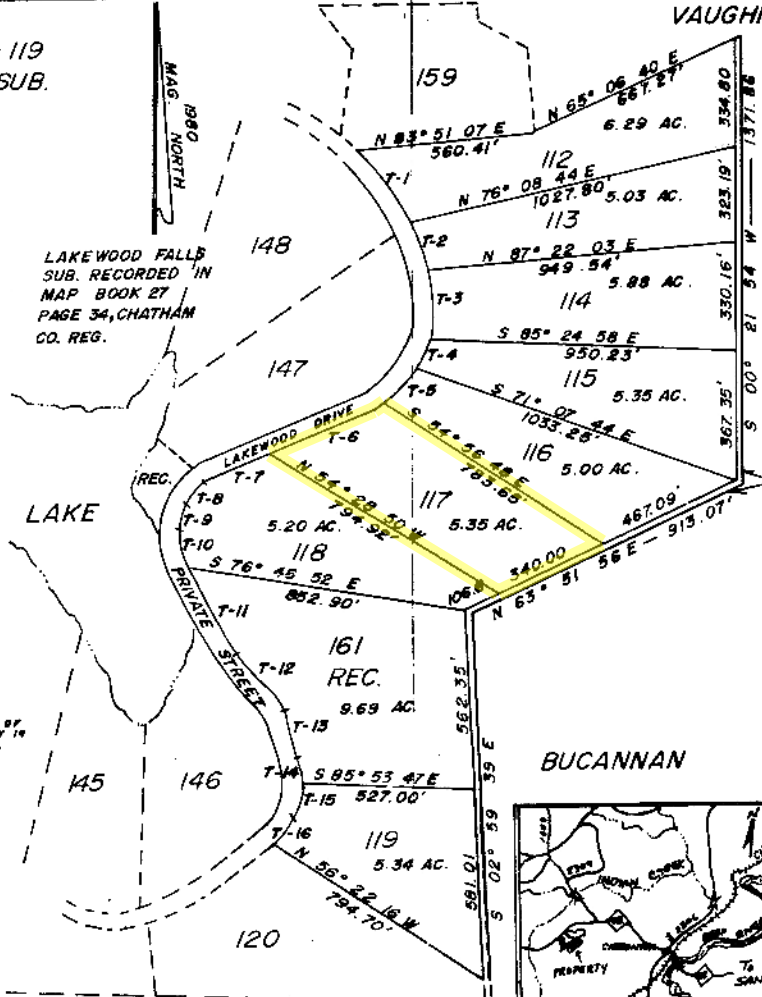 VAUGH
119
SUB.
1980
MAG. NORTH
159
N 65° 06 40 E
667.27'
6.29 AC.
334.80
1371.86
N 83° 51 07 E
560.41'
112
T-1
N 76° 08 44 E
1027.80'
5.03 AC.
113
323.19'
148
T-2
N 87° 22 03 E
949.54'
5.88 AC.
114
330.16'
S 00° 21 54 W
LAKEWOOD FALLS
SUB. RECORDED IN
MAP BOOK 27
PAGE 34, CHATHAM
CO. REG.
T-3
S 85° 24 58 E
950.23'
147
T-4
115
5.35 AC.
367.35'
T-5
S 71° 07 44 E
1033.25'
116
5.00 AC.
LAKEWOOD DRIVE
T-6
S 54° 56 48 E
783.65'
REC.
T-7
N 54° 28 50 W
794.92'
117
5.35 AC.
467.09'
LAKE
T-8
T-9
T-10
5.20 AC.
118
340.00
N 63° 51 56 E — 913.07'
S 76° 45 52 E
852.90'
PRIVATE STREET
T-11
161
REC.
9.69 AC.
T-12
562.35'
T-13
145
146
T-14
S 85° 53 47 E
527.00'
T-15
BUCANNAN
T-16
119
5.34 AC.
N 56° 22 16 W
794.70'
581.01
S 02° 59 39 E
120
INDIAN CREEK
PROPERTY
TO
SAN